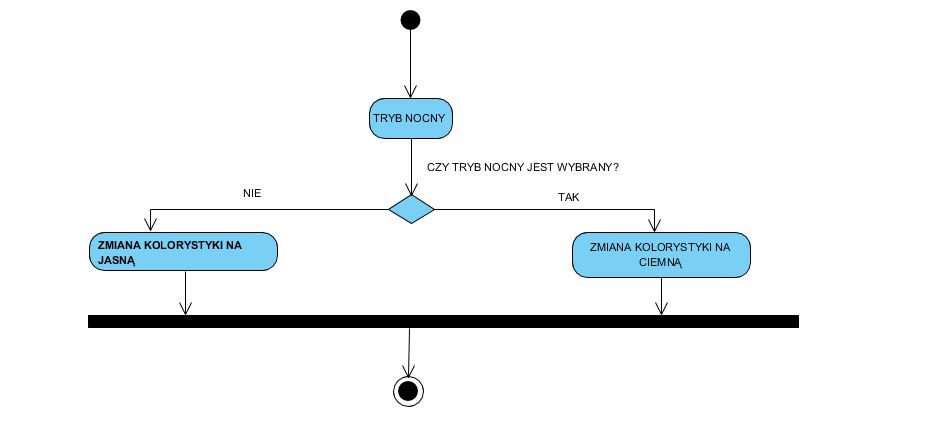 TRYB NOCNY
CZY TRYB NOCNY JEST WYBRANY?
NIE
TAK
ZMIANA KOLORYSTYKI NA
JASNĄ
ZMIANA KOLORYSTYKI NA
CIEMNĄ